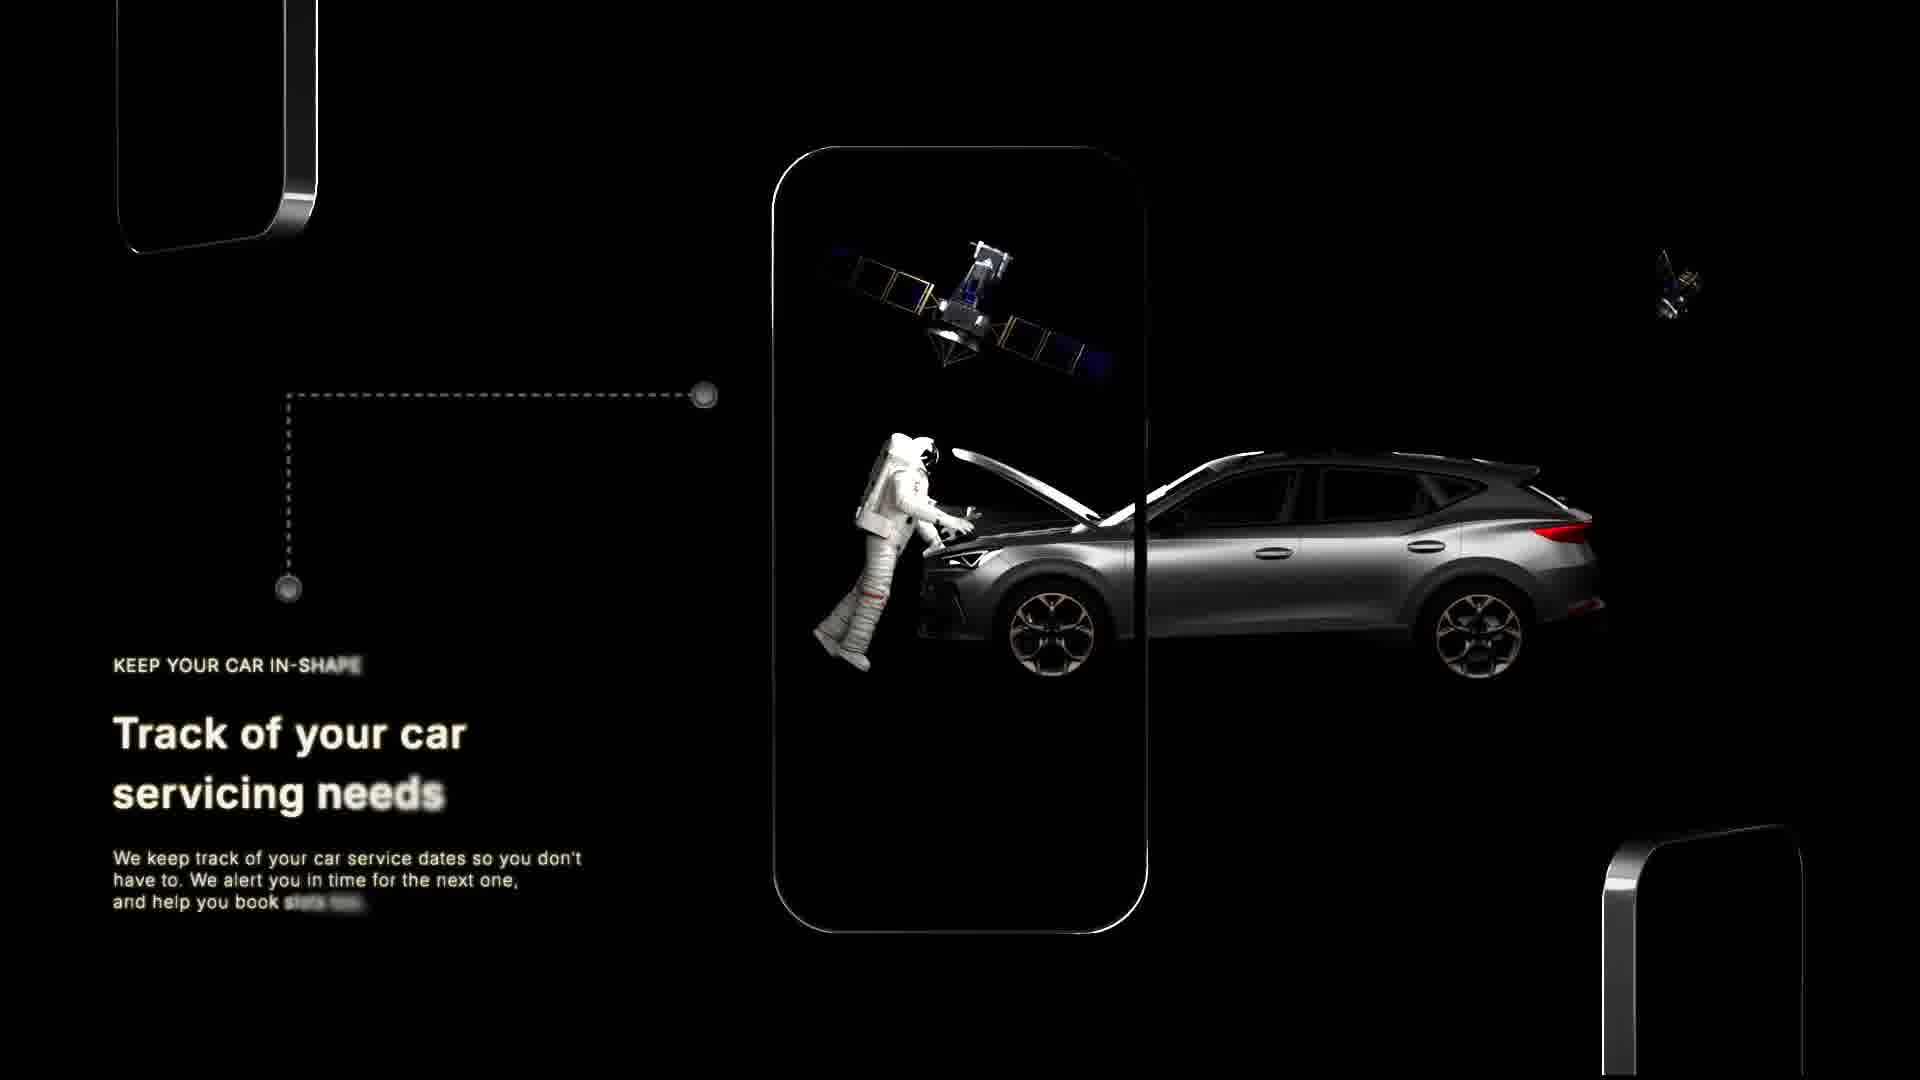 KEEP YOUR CAR IN-SHAPE
Track of your car
servicing needs
We keep track of your car service dates so you don't
have to. We alert you in time for the next one,
and help you book